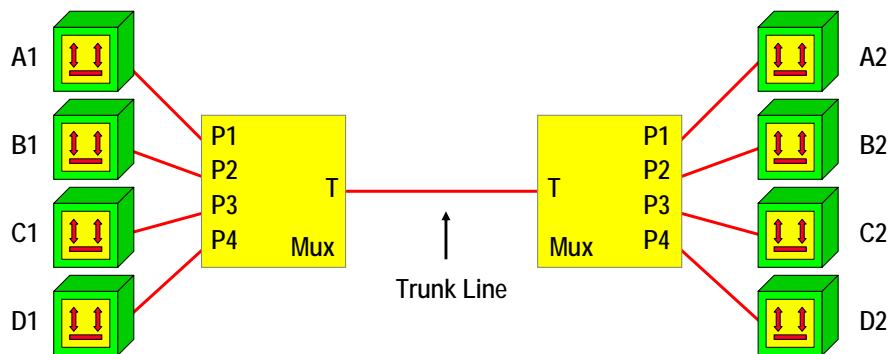 A1
B1
C1
D1
P1
P2
P3
P4
T
Mux
Trunk Line
T
Mux
P1
P2
P3
P4
A2
B2
C2
D2